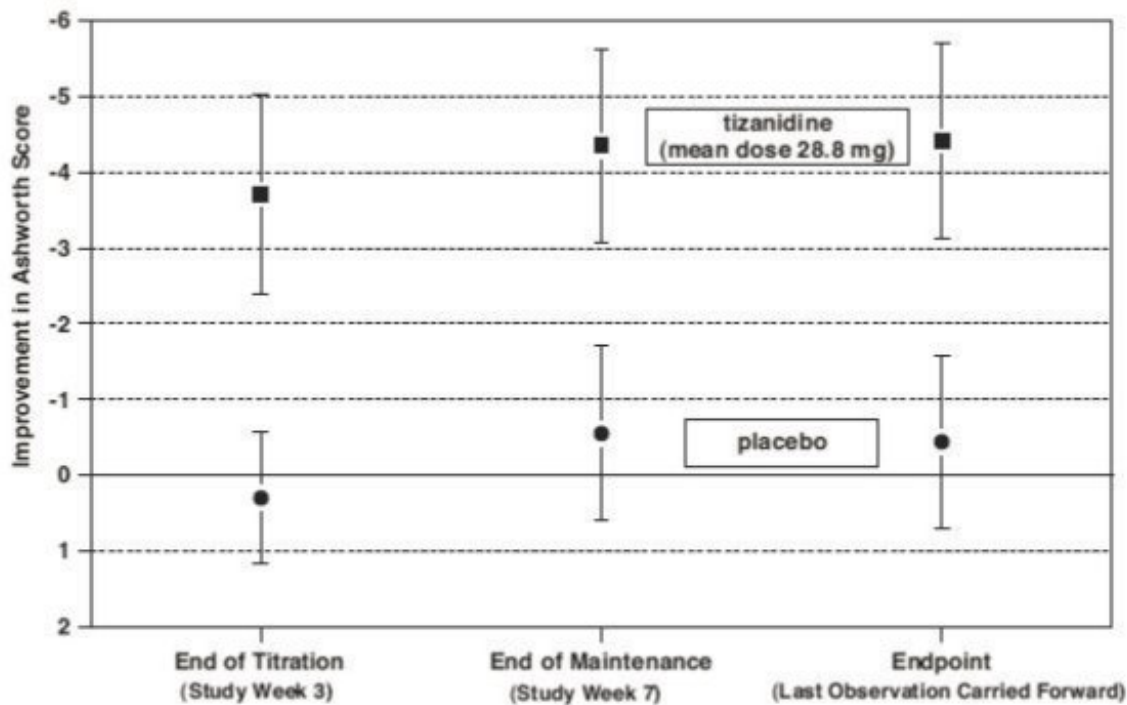 Improvement in Ashworth Score
-6
-5
-4
-3
-2
-1
0
1
2
tizanidine
(mean dose 28.8 mg)
placebo
End of Titration
(Study Week 3)
End of Maintenance
(Study Week 7)
Endpoint
(Last Observation Carried Forward)